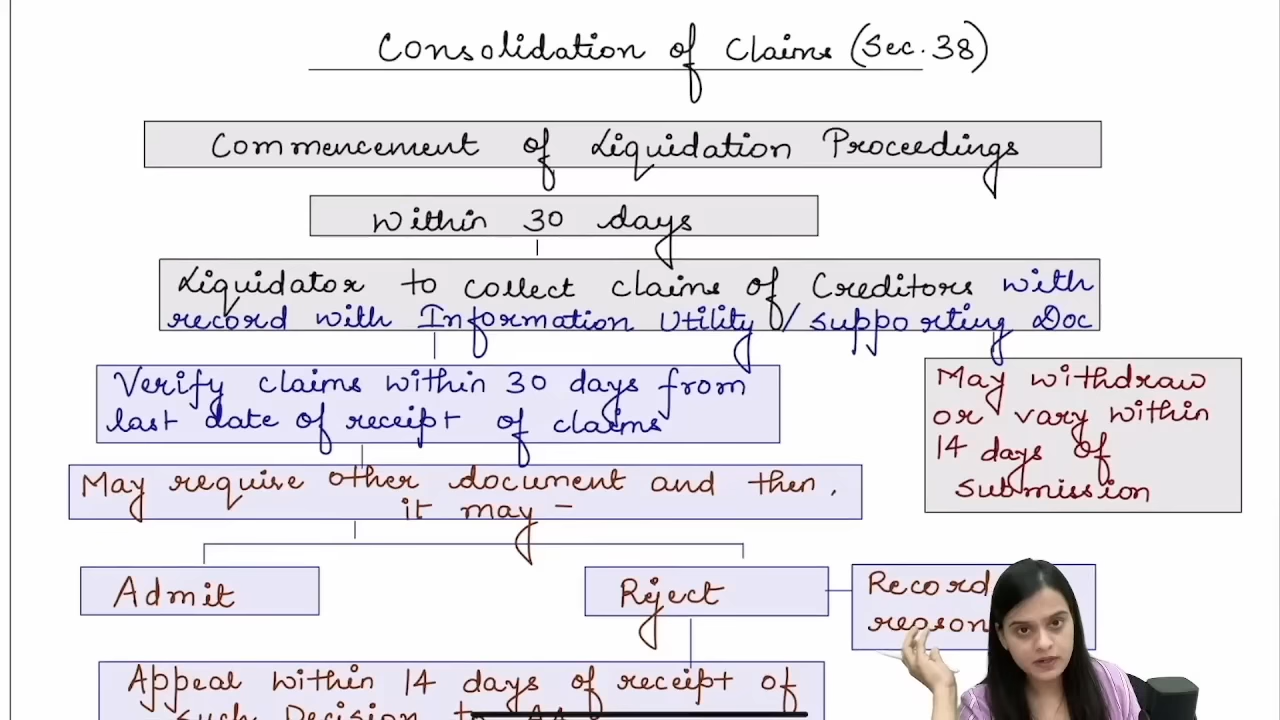 Consolidation of Claims (Sec. 38)
Commencement of Liquidation Proceedings
Within 30 days
Liquidator to collect claims of Creditors with
record with Information Utility / supporting Doc
Verify claims within 30 days from
last date of receipt of claims
May withdraw
or vary within
14 days of
submission
May require other document and then,
it may -
Admit
Reject
Record
reason
Appeal within 14 days of receipt of
such Decision to